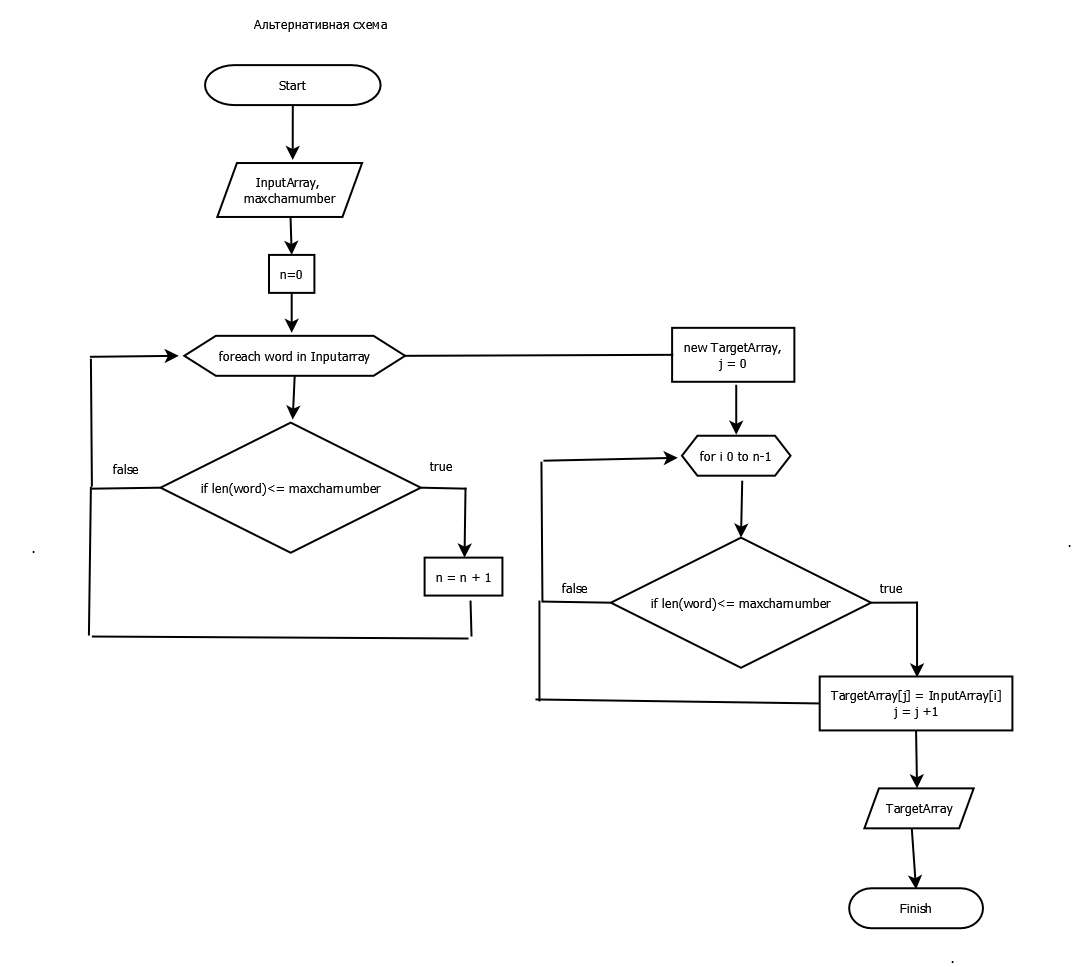 Альтернативная схема
Start
InputArray,
maxcharnumber
n=0
foreach word in Inputarray
if len(word)<= maxcharnumber
false
true
n = n + 1
new TargetArray,
j = 0
for i 0 to n-1
if len(word)<= maxcharnumber
false
true
TargetArray[j] = InputArray[i]
j = j +1
TargetArray
Finish